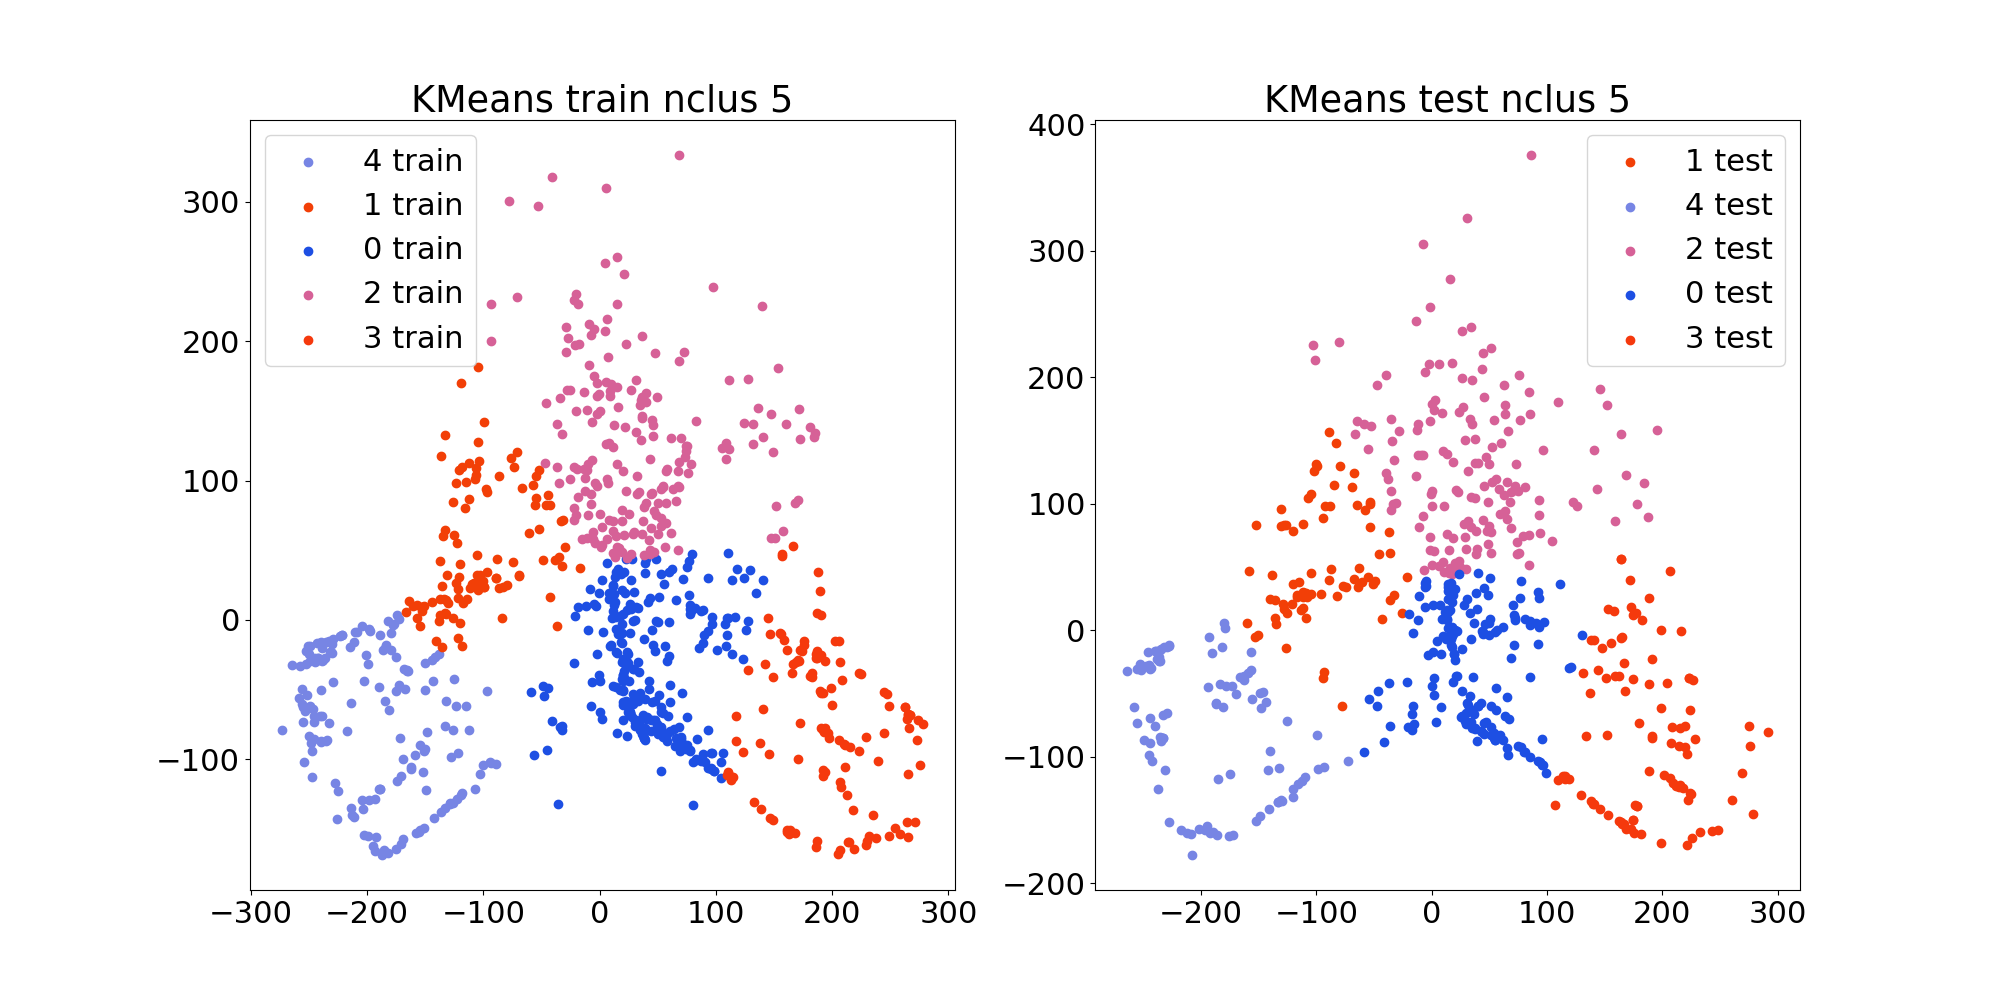 KMeans train nclus 5
4 train
1 train
0 train
2 train
3 train
300
200
100
0
−100
−300 −200 −100 0 100 200 300
KMeans test nclus 5
1 test
4 test
2 test
0 test
3 test
400
300
200
100
0
−100
−200
−200 −100 0 100 200 300